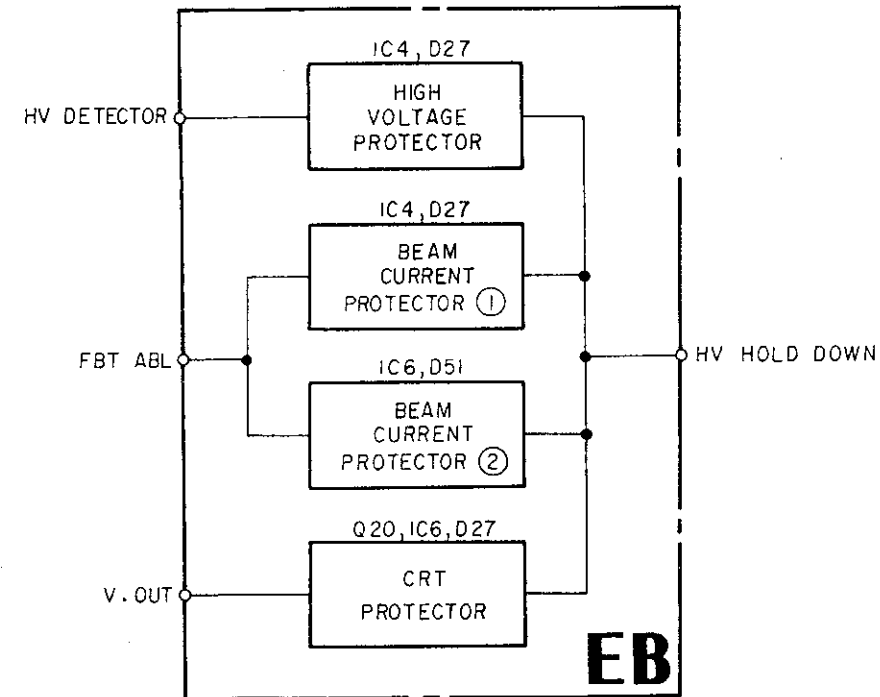 IC4, D27
HIGH
VOLTAGE
PROTECTOR
HV DETECTOR
IC4, D27
BEAM
CURRENT
PROTECTOR ①
FBT ABL
HV HOLD DOWN
IC6, D51
BEAM
CURRENT
PROTECTOR ②
Q20, IC6, D27
CRT
PROTECTOR
V. OUT
EB